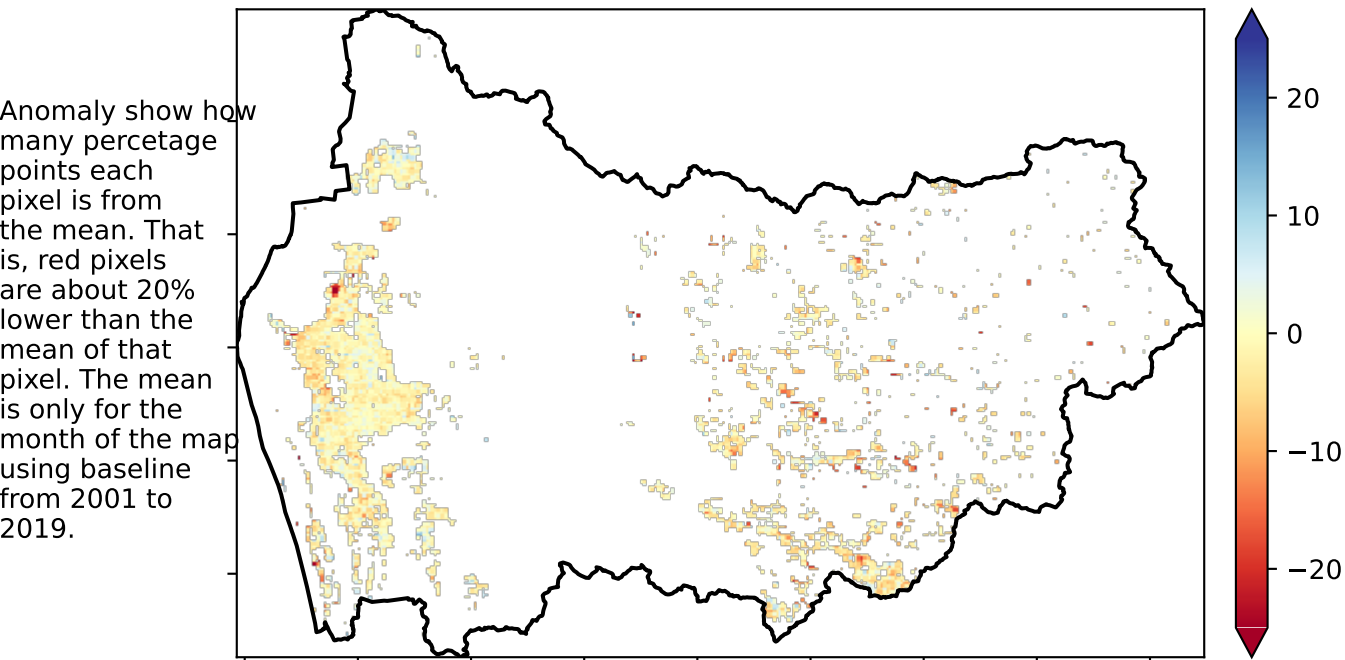 Anomaly show how
many percetage
points each
pixel is from
the mean. That
is, red pixels
are about 20%
lower than the
mean of that
pixel. The mean
is only for the
month of the map
using baseline
from 2001 to
2019.
20
10
0
−10
−20